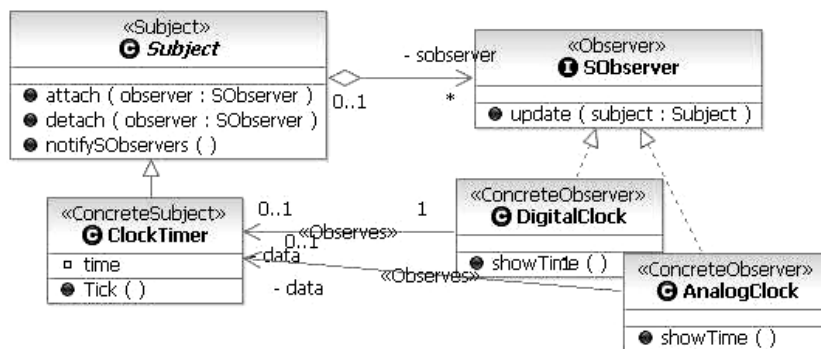 «Subject»
C Subject
attach ( observer : SObserver )
detach ( observer : SObserver )
notifySObservers ( )
- sobserver
0..1
*
«Observer»
I SObserver
update ( subject : Subject )
«ConcreteSubject»
C ClockTimer
time
Tick ( )
0..1
1
«Observes»
- data
0..1
1
«Observes»
- data
«ConcreteObserver»
C DigitalClock
showTime ( )
«ConcreteObserver»
C AnalogClock
showTime ( )